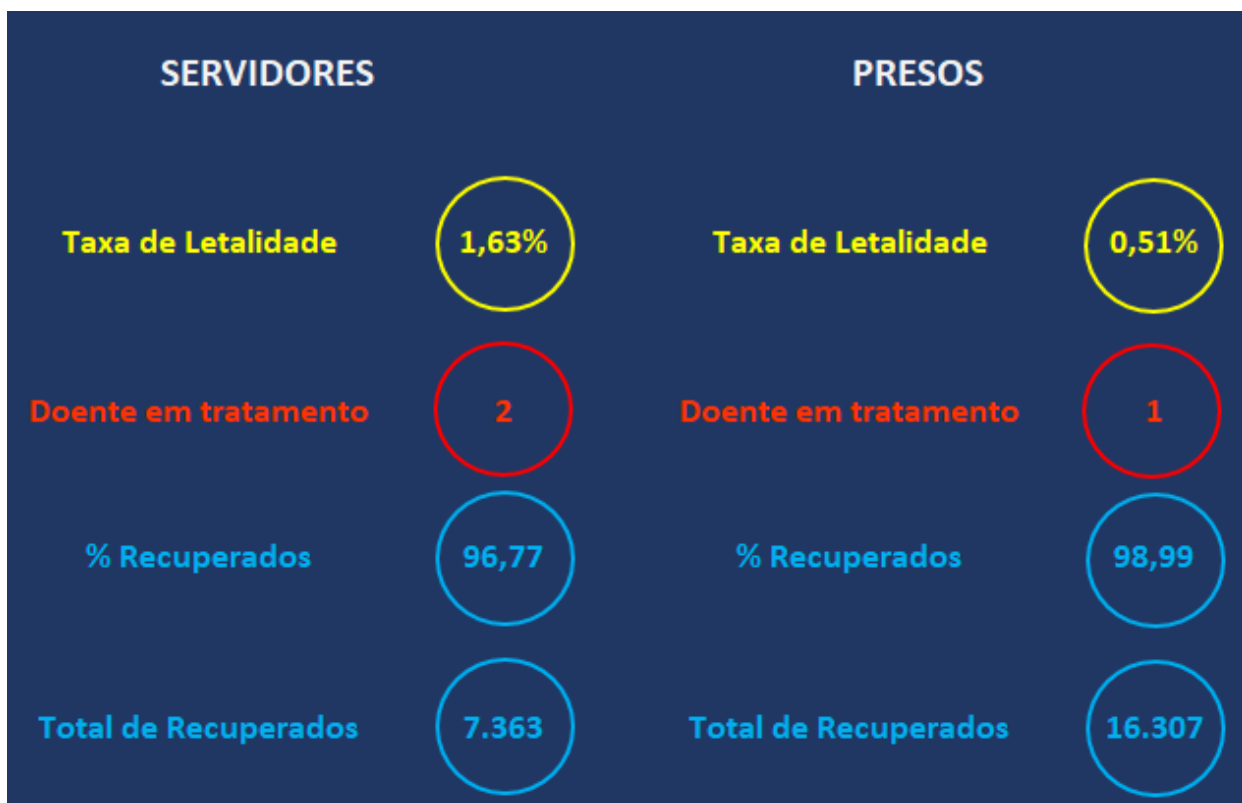 SERVIDORES
Taxa de Letalidade
1,63%
Doente em tratamento
2
% Recuperados
96,77
Total de Recuperados
7.363
PRESOS
Taxa de Letalidade
0,51%
Doente em tratamento
1
% Recuperados
98,99
Total de Recuperados
16.307